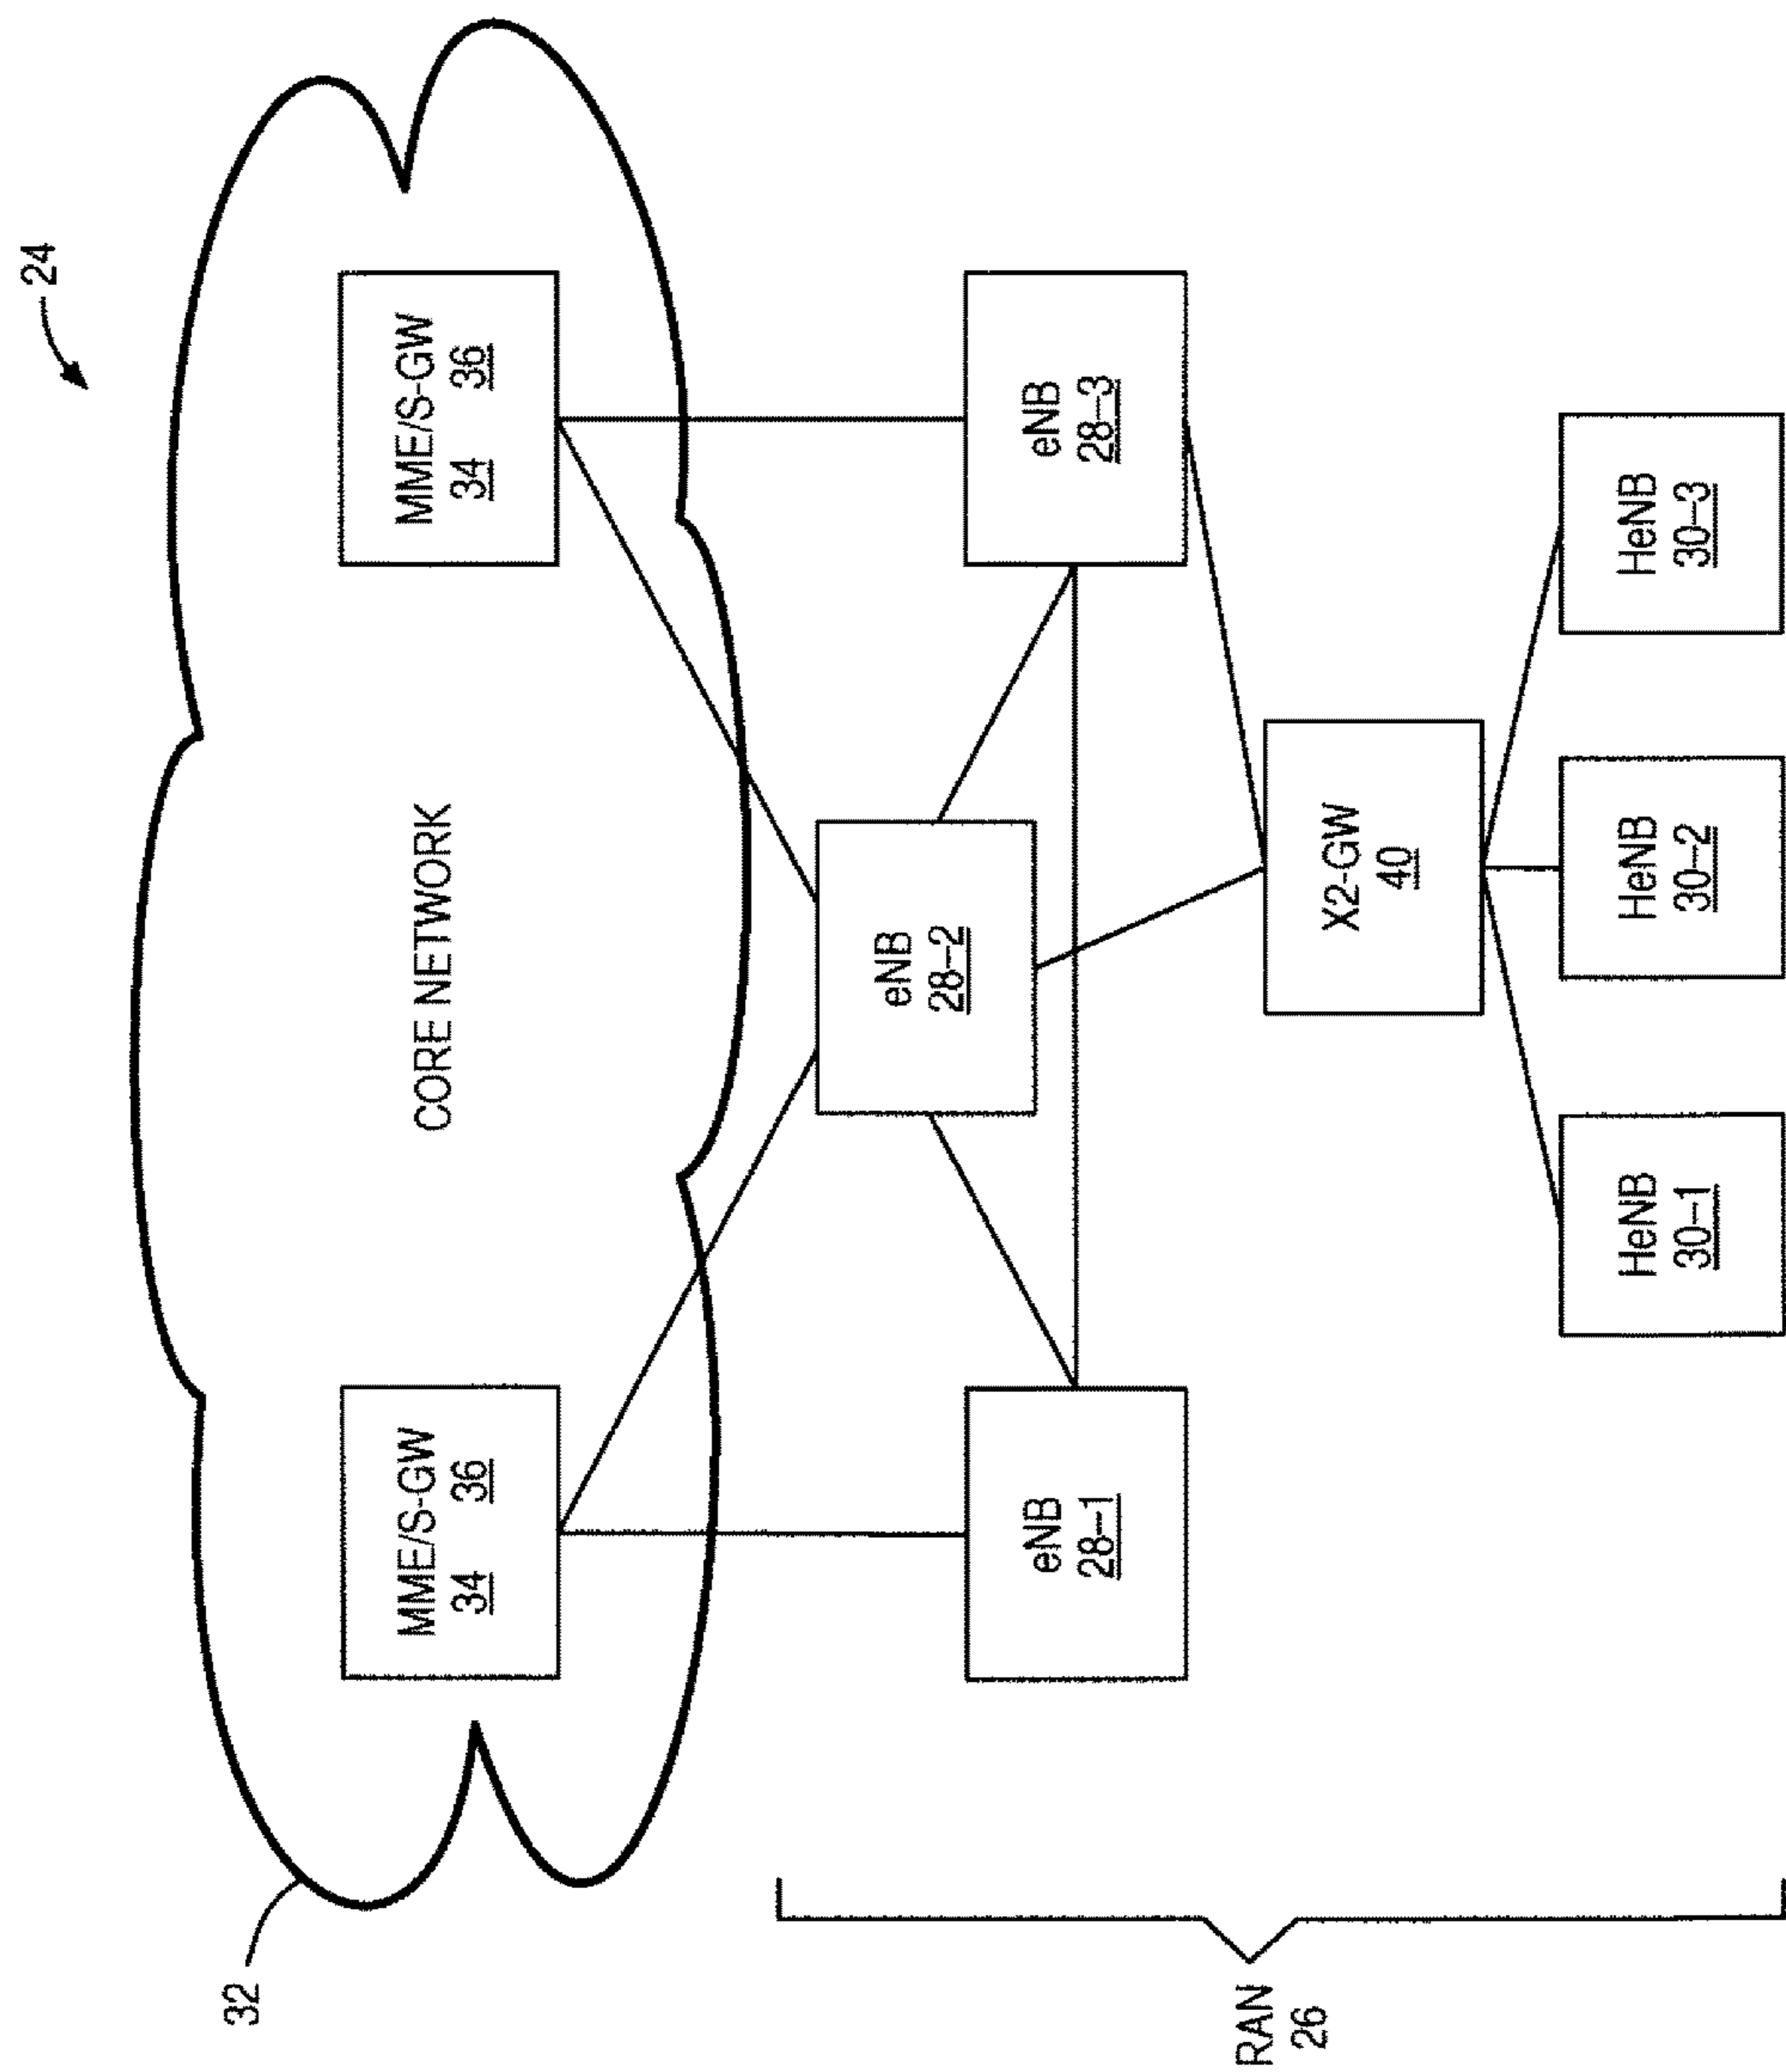 24
32
CORE NETWORK
MME/S-GW
34 36
MME/S-GW
34 36
eNB
28–2
eNB
28–1
eNB
28–3
RAN
26
X2-GW
40
HeNB
30–1
HeNB
30–2
HeNB
30–3